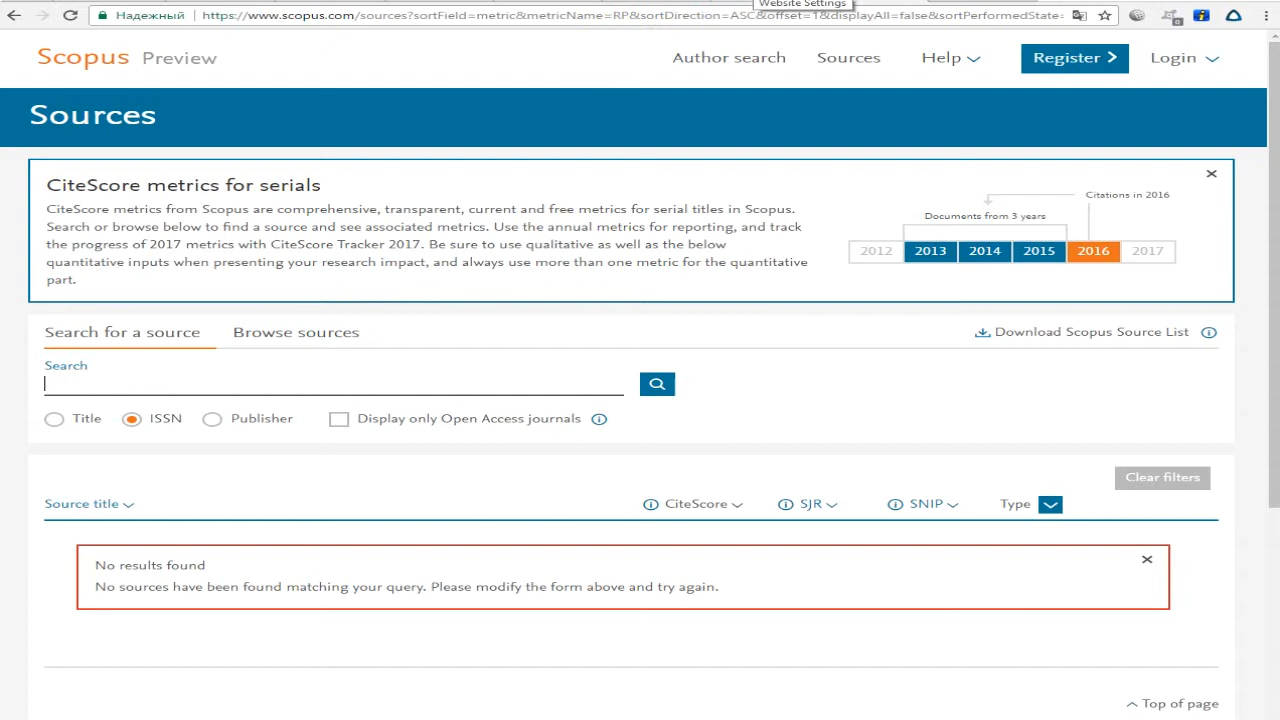 Website Settings
Надежный https://www.scopus.com/sources?sortField=metric&metricName=RP&sortDirection=ASC&offset=1&displayAll=false&sortPerformedState=
Scopus Preview Author search Sources Help Register Login
Sources
CiteScore metrics for serials
CiteScore metrics from Scopus are comprehensive, transparent, current and free metrics for serial titles in Scopus.
Search or browse below to find a source and see associated metrics. Use the annual metrics for reporting, and track
the progress of 2017 metrics with CiteScore Tracker 2017. Be sure to use qualitative as well as the below
quantitative inputs when presenting your research impact, and always use more than one metric for the quantitative
part.
Citations in 2016
Documents from 3 years
2012 2013 2014 2015 2016 2017
Search for a source Browse sources Download Scopus Source List
Search
Title ISSN Publisher Display only Open Access journals
Clear filters
Source title CiteScore SJR SNIP Type
No results found
No sources have been found matching your query. Please modify the form above and try again.
Top of page